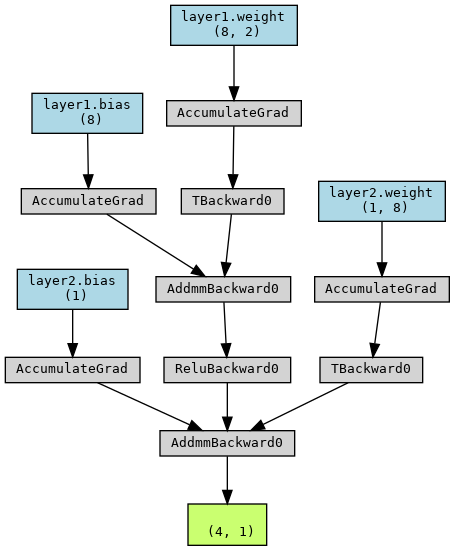 layer1.weight
(8, 2)
layer1.bias
(8)
AccumulateGrad
AccumulateGrad
TBackward0
layer2.weight
(1, 8)
layer2.bias
(1)
AddmmBackward0
AccumulateGrad
AccumulateGrad
ReluBackward0
TBackward0
AddmmBackward0
(4, 1)